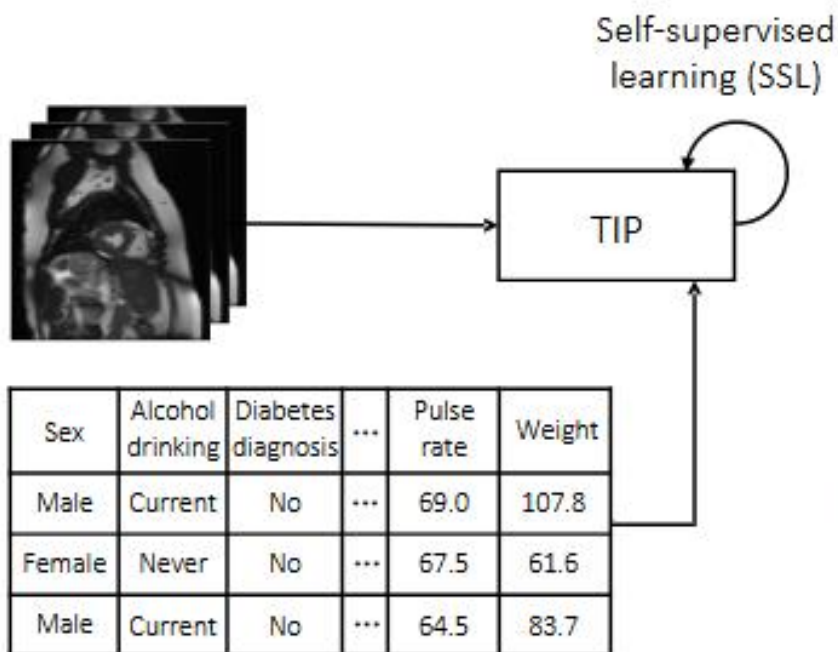 Self-supervised
learning (SSL)
TIP
Sex Alcohol drinking Diabetes diagnosis ... Pulse rate Weight
Male Current No ... 69.0 107.8
Female Never No ... 67.5 61.6
Male Current No ... 64.5 83.7